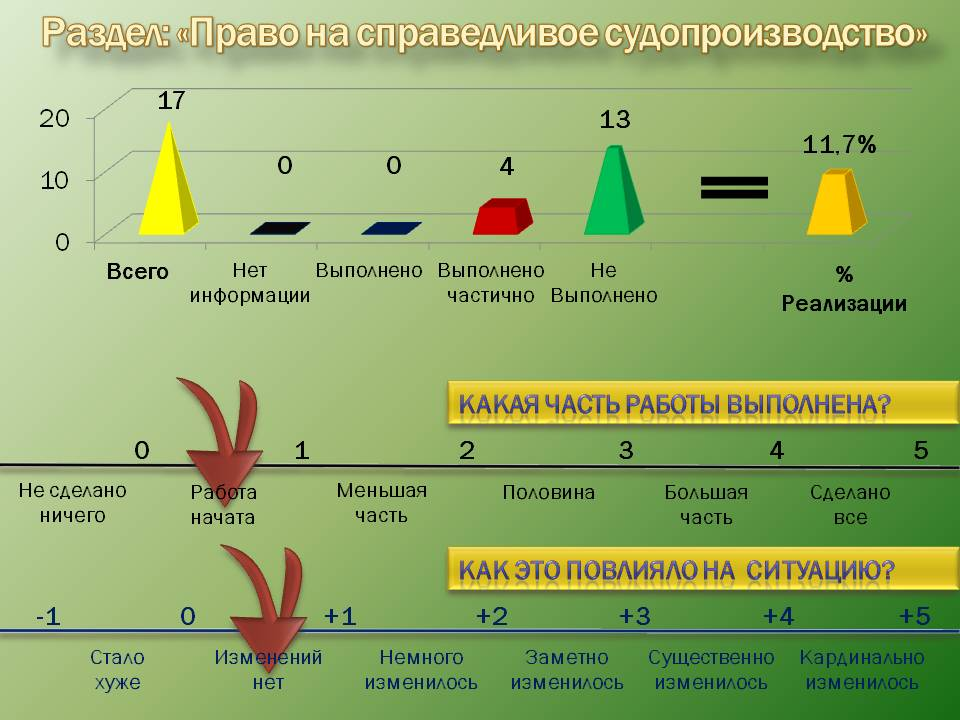 Раздел: «Право на справедливое судопроизводство»
20
10
0
17
0
0
4
13
11,7%
Всего
Нет
информации
Выполнено
Выполнено
частично
Не
Выполнено
%
Реализации
КАКАЯ ЧАСТЬ РАБОТЫ ВЫПОЛНЕНА?
0 1 2 3 4 5
Не сделано
ничего
Работа
начата
Меньшая
часть
Половина
Большая
часть
Сделано
все
КАК ЭТО ПОВЛИЯЛО НА СИТУАЦИЮ?
-1 0 +1 +2 +3 +4 +5
Стало
хуже
Изменений
нет
Немного
изменилось
Заметно
изменилось
Существенно
изменилось
Кардинально
изменилось